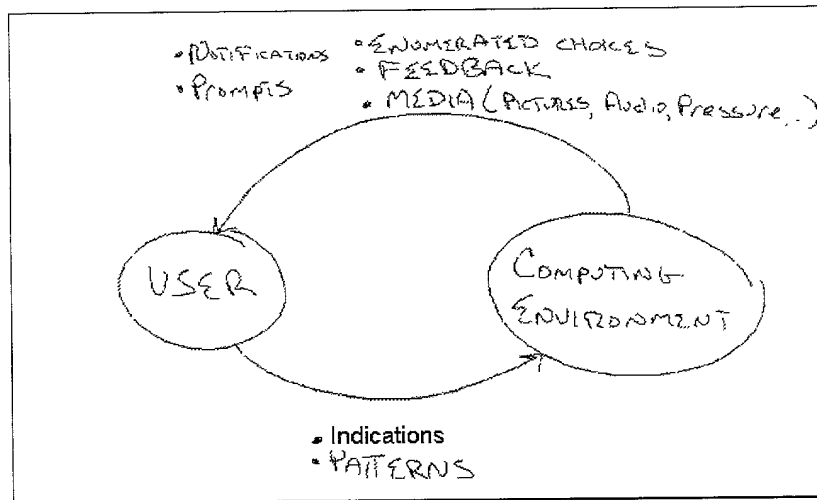 • NOTIFICATIONS
• PROMPTS
• ENUMERATED CHOICES
• FEEDBACK
• MEDIA (PICTURES, AUDIO, PRESSURE, ..)
USER
COMPUTING
ENVIRONMENT
• Indications
• PATTERNS